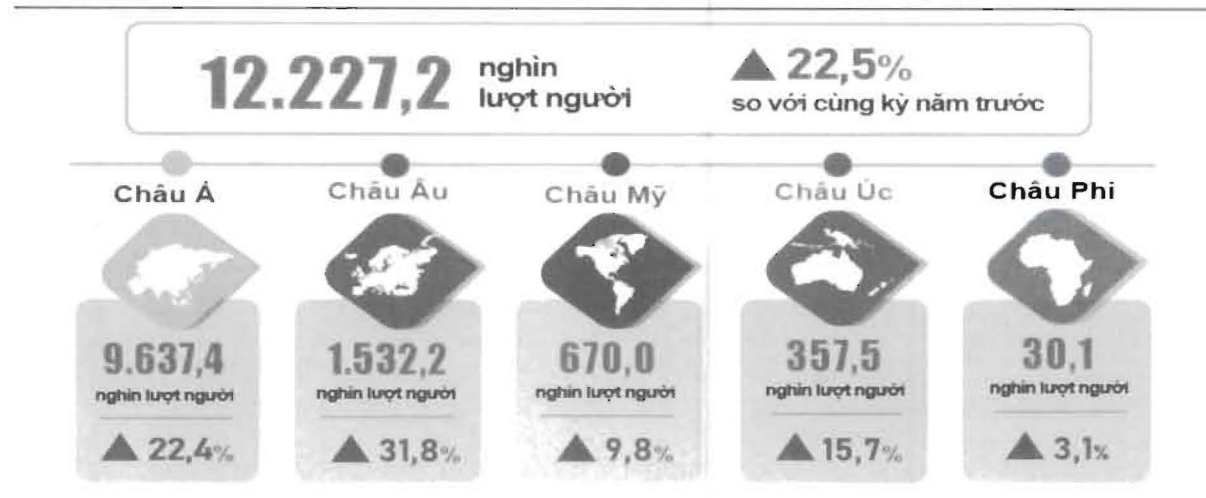 12.227,2
nghìn
lượt người
▲ 22,5%
so với cùng kỳ năm trước
Châu Á
Châu Âu
Châu Mỹ
Châu Úc
Châu Phi
9.637,4
nghìn lượt người
▲ 22,4%
1.532,2
nghìn lượt người
▲ 31,8%
670,0
nghìn lượt người
▲ 9,8%
357,5
nghìn lượt người
▲ 15,7%
30,1
nghìn lượt người
▲ 3,1%